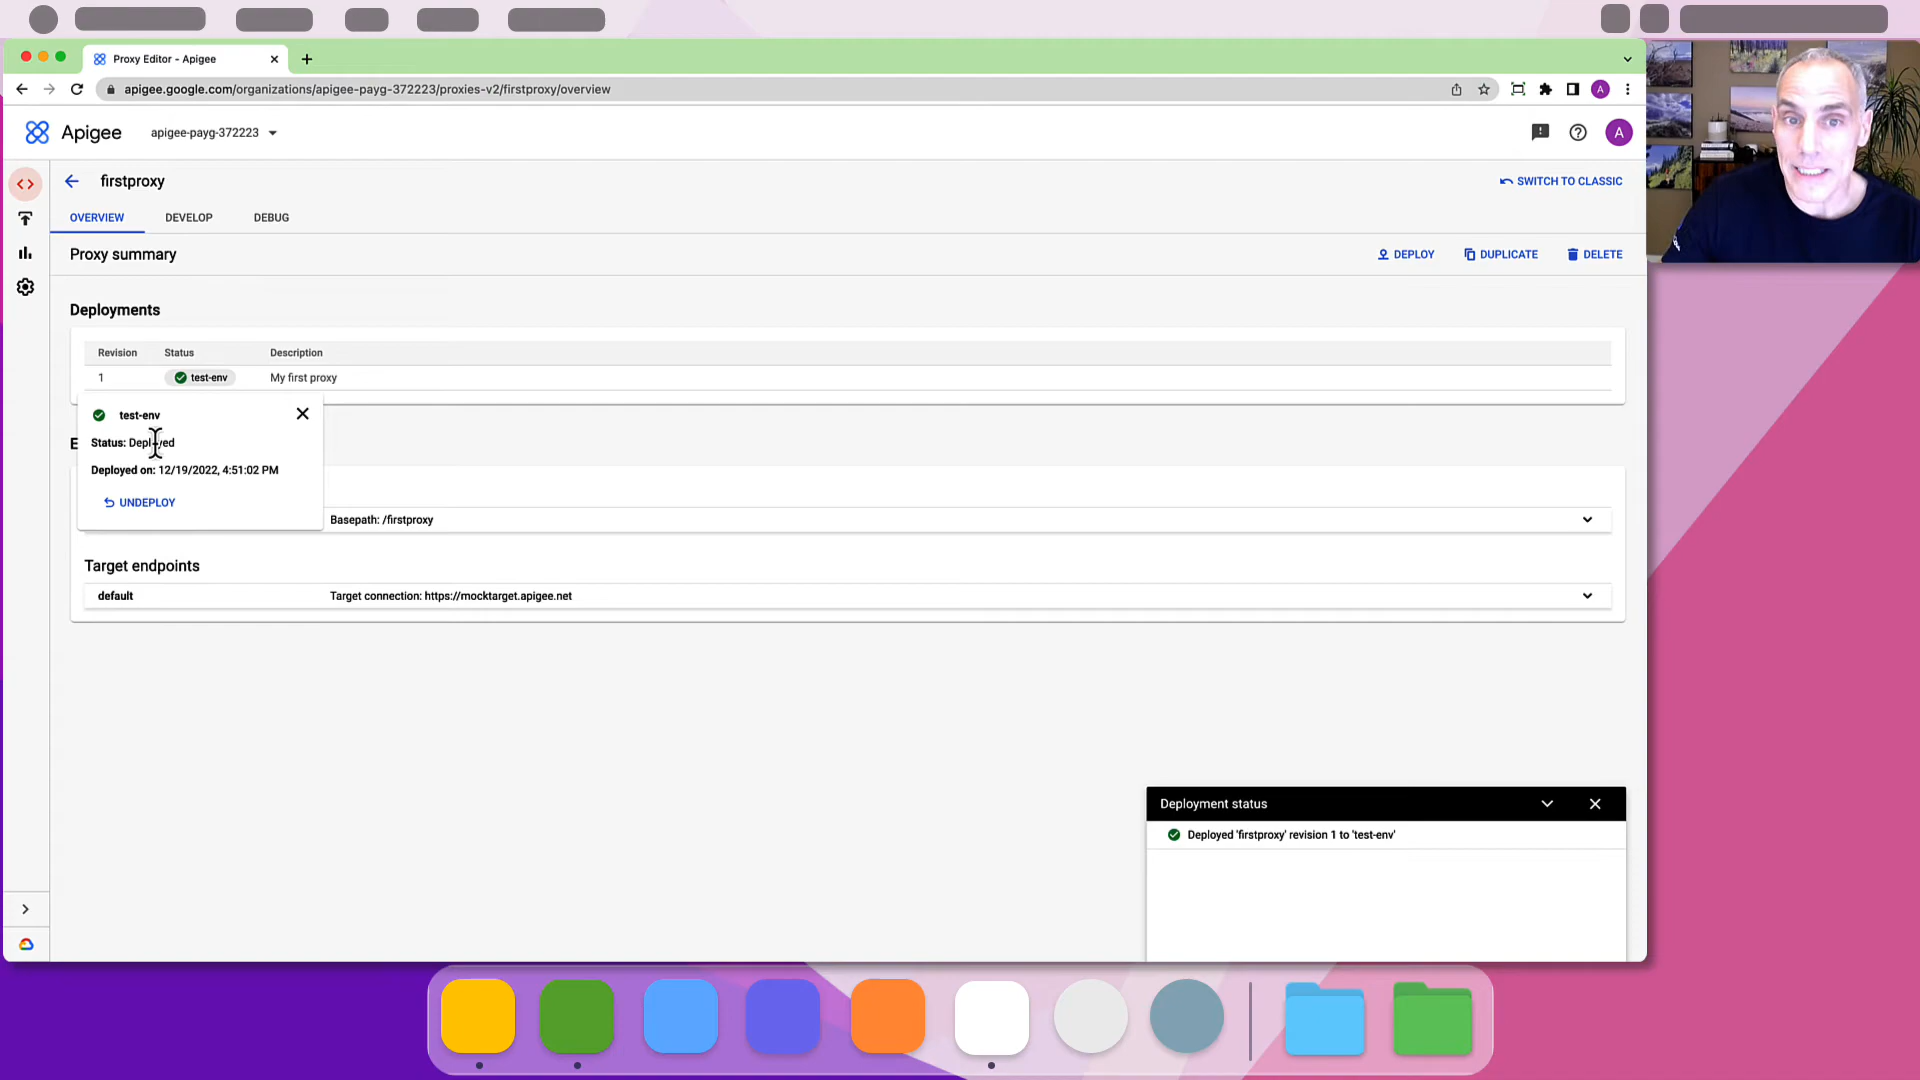 Proxy Editor - Apigee
apigee.google.com/organizations/apigee-payg-372223/proxies-v2/firstproxy/overview
A
Apigee
apigee-payg-372223
A
firstproxy
SWITCH TO CLASSIC
OVERVIEW
DEVELOP
DEBUG
Proxy summary
DEPLOY
DUPLICATE
DELETE
Deployments
Revision
Status
Description
1
test-env
My first proxy
test-env
Status: Deployed
Deployed on: 12/19/2022, 4:51:02 PM
UNDEPLOY
Basepath: /firstproxy
Target endpoints
default
Target connection: https://mocktarget.apigee.net
Deployment status
Deployed 'firstproxy' revision 1 to 'test-env'